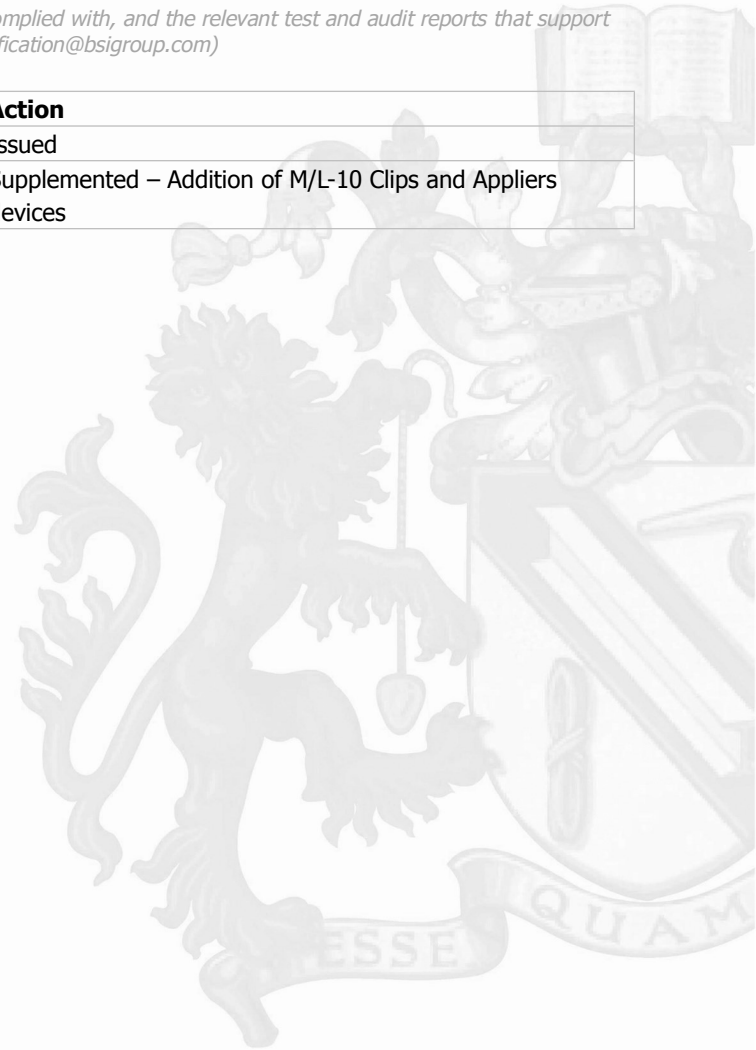 omplied with, and the relevant test and audit reports that support
fication@bsigroup.com)
Action
ssued
Supplemented – Addition of M/L-10 Clips and Appliers
evices
ESSE
QUAM